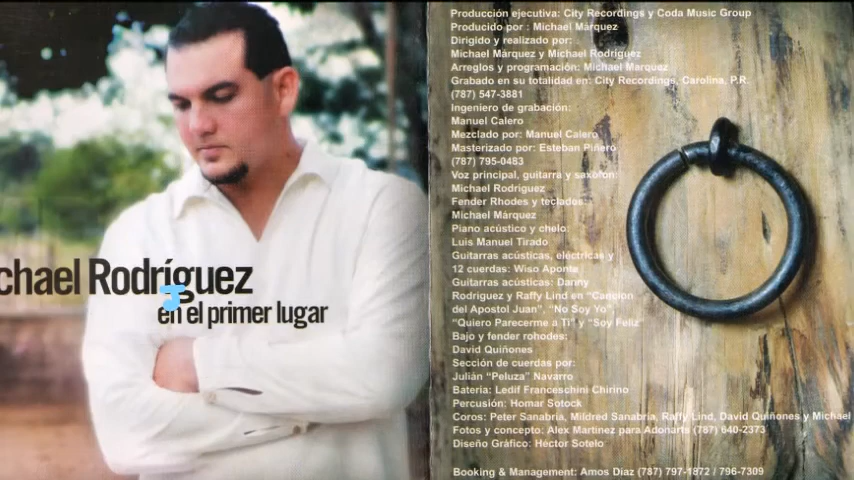 chael Rodríguez
en el primer lugar
Producción ejecutiva: City Recordings y Coda Music Group
Producido por : Michael Márquez
Dirigido y realizado por:
Michael Márquez y Michael Rodríguez
Arreglos y programación: Michael Marquez
Grabado en su totalidad en: City Recordings, Carolina, P.R.
(787) 547-3881
Ingeniero de grabación:
Manuel Calero
Mezclado por: Manuel Calero
Masterizado por: Esteban Piñero
(787) 795-0483
Voz principal, guitarra y saxofón:
Michael Rodríguez
Fender Rhodes y teclados:
Michael Márquez
Piano acústico y chelo:
Luis Manuel Tirado
Guitarras acústicas, eléctricas y
12 cuerdas: Wiso Aponte
Guitarras acústicas: Danny
Rodriguez y Raffy Lind en "Canción
del Apostol Juan", "No Soy Yo",
"Quiero Parecerme a Ti" y "Soy Feliz"
Bajo y fender rohodes:
David Quiñones
Sección de cuerdas por:
Julián "Peluza" Navarro
Bateria: Ledif Franceschini Chirino
Percusión: Homar Sotock
Coros: Peter Sanabria, Mildred Sanabria, Raffy Lind, David Quiñones y Michael
Fotos y concepto: Alex Martinez para Adonarts (787) 640-2373
Diseño Gráfico: Héctor Sotelo
Booking & Management: Amos Diaz (787) 797-1872 / 796-7309